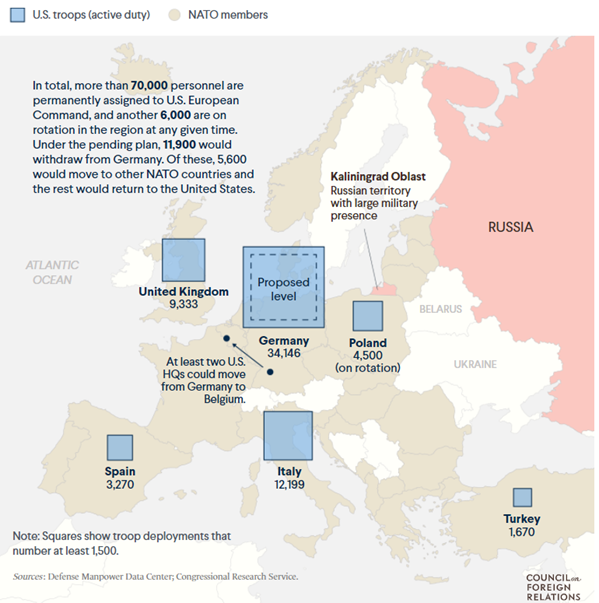 U.S. troops (active duty) NATO members
In total, more than 70,000 personnel are
permanently assigned to U.S. European
Command, and another 6,000 are on
rotation in the region at any given time.
Under the pending plan, 11,900 would
withdraw from Germany. Of these, 5,600
would move to other NATO countries and
the rest would return to the United States.
Kaliningrad Oblast
Russian territory
with large military
presence
RUSSIA
ATLANTIC
OCEAN
United Kingdom
9,333
Proposed
level
Germany
34,146
Poland
4,500
(on rotation)
BELARUS
UKRAINE
At least two U.S.
HQs could move
from Germany to
Belgium.
Spain
3,270
Italy
12,199
Turkey
1,670
Note: Squares show troop deployments that
number at least 1,500.
Sources: Defense Manpower Data Center; Congressional Research Service.
COUNCIL on
FOREIGN
RELATIONS